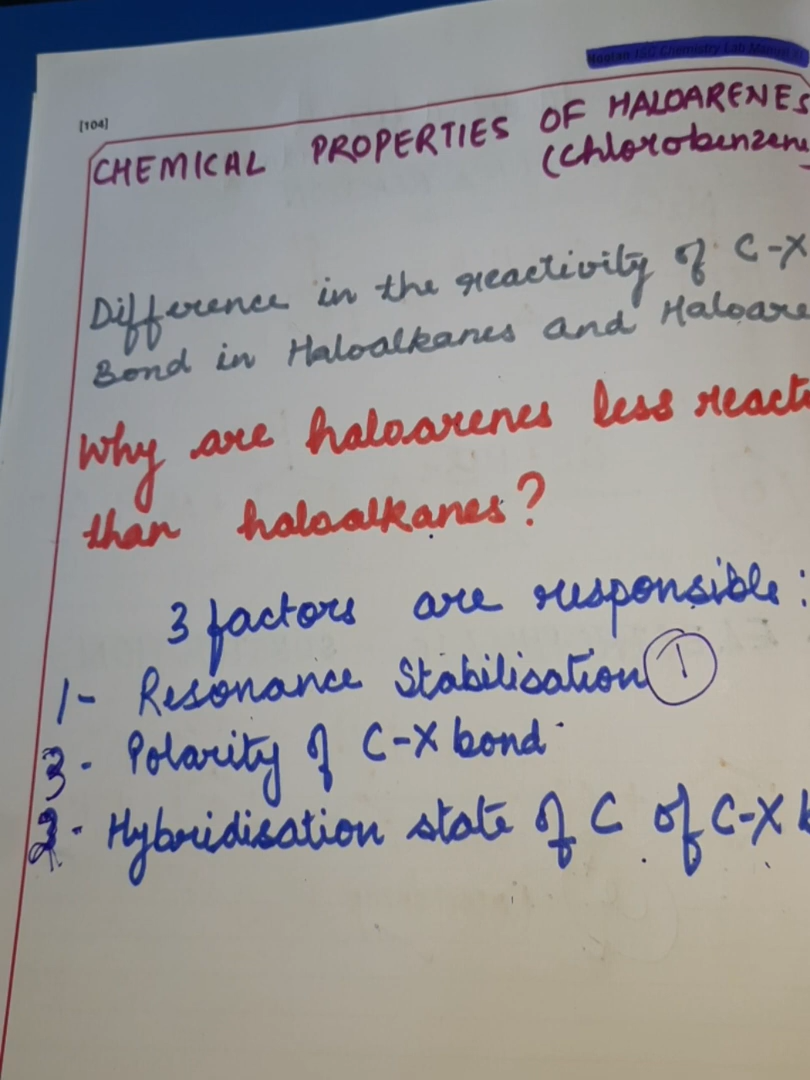 [104]
CHEMICAL PROPERTIES OF HALOARENES
(Chlorobenzene
Difference in the reactivity of C-X
Bond in Haloalkanes and Haloare
Why are haloarenes less reacti
than haloalkanes?
3 factors are responsible:
1- Resonance Stabilisation 1
3- Polarity of C-X bond
2- Hybridisation state of C of C-X b